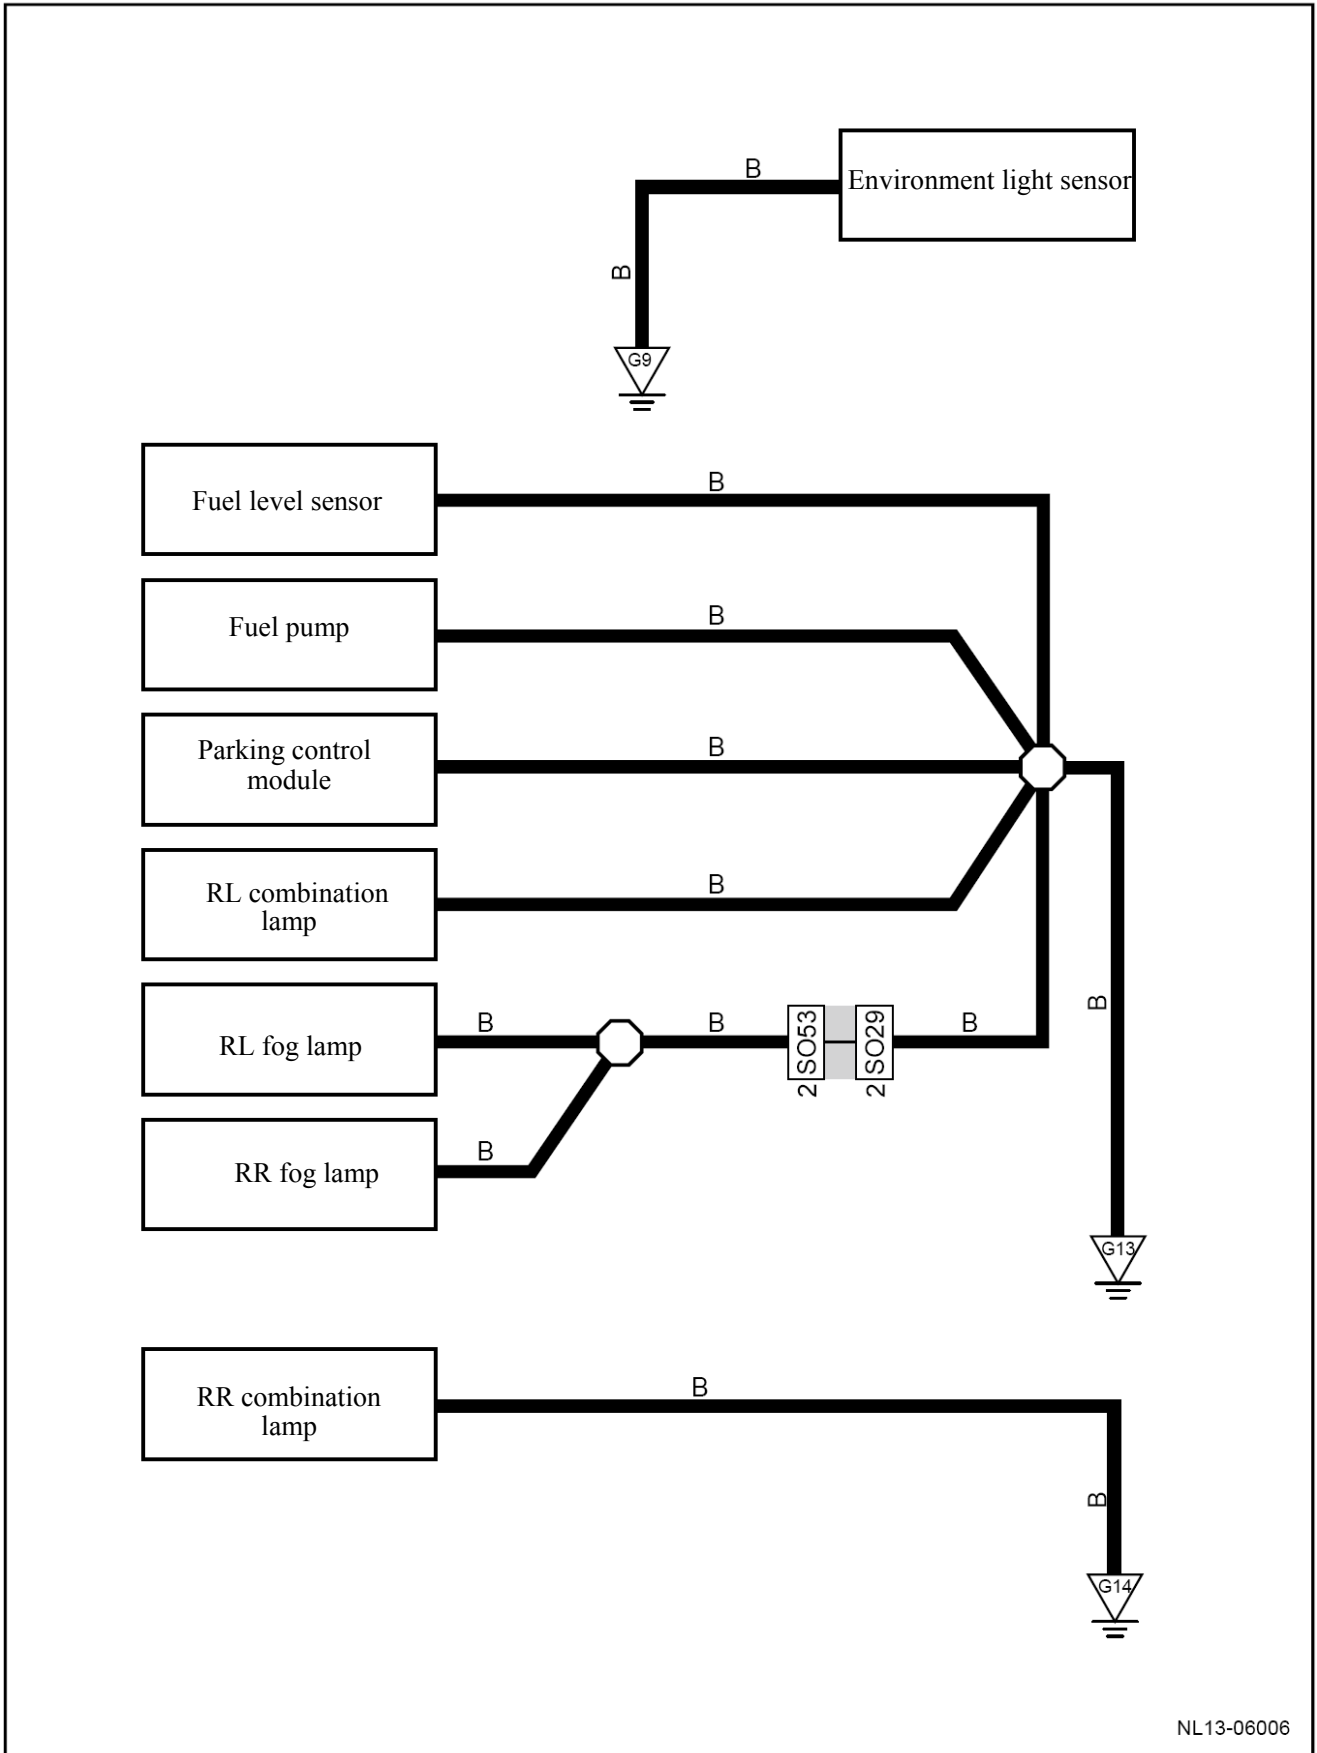 B
Environment light sensor
B
G9
B
Fuel level sensor
B
Fuel pump
B
Parking control
module
B
RL combination
lamp
B
B
B
B
RL fog lamp
2 SO53
2 SO29
B
B
RR fog lamp
G13
B
RR combination
lamp
B
G14
NL13-06006